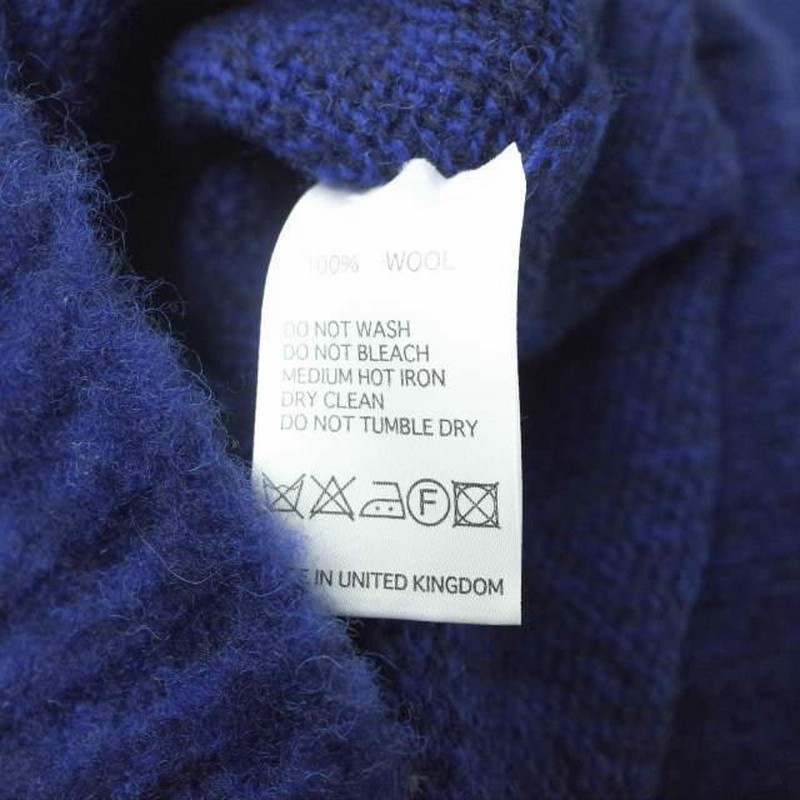 100% WOOL
DO NOT WASH
DO NOT BLEACH
MEDIUM HOT IRON
DRY CLEAN
DO NOT TUMBLE DRY
F
E IN UNITED KINGDOM